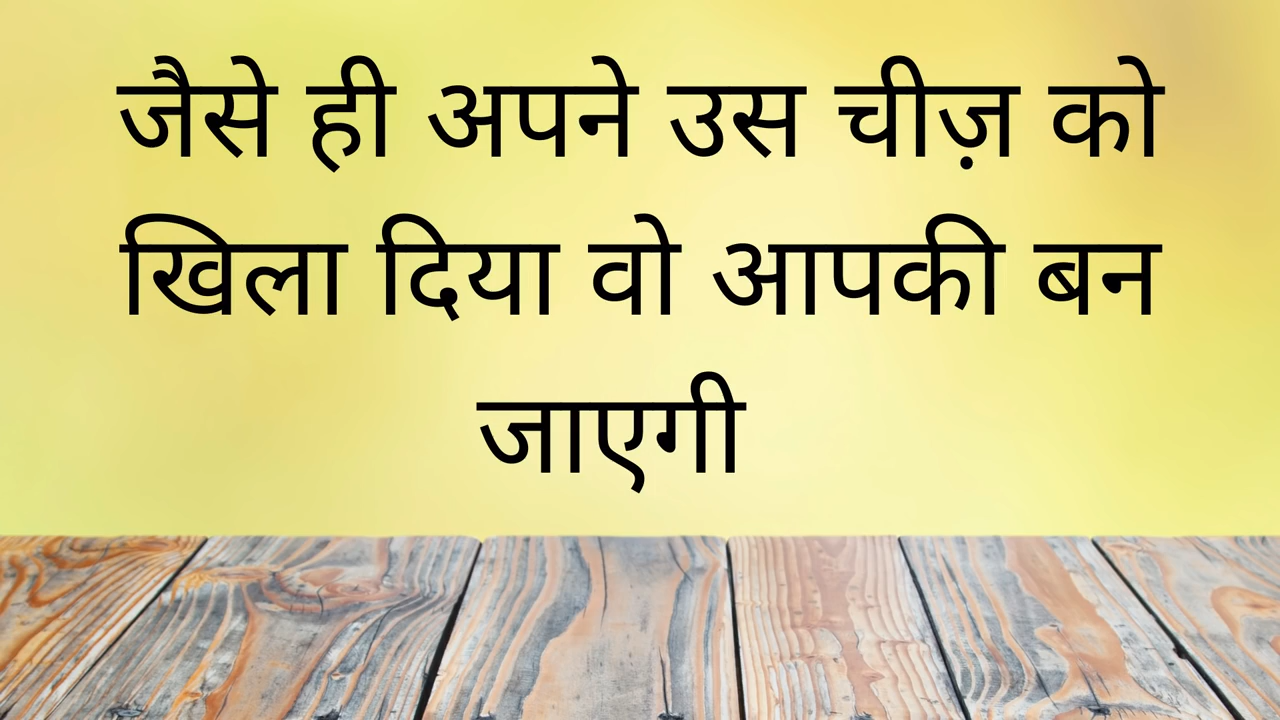 जैसे ही अपने उस चीज़ को
खिला दिया वो आपकी बन
जाएगी